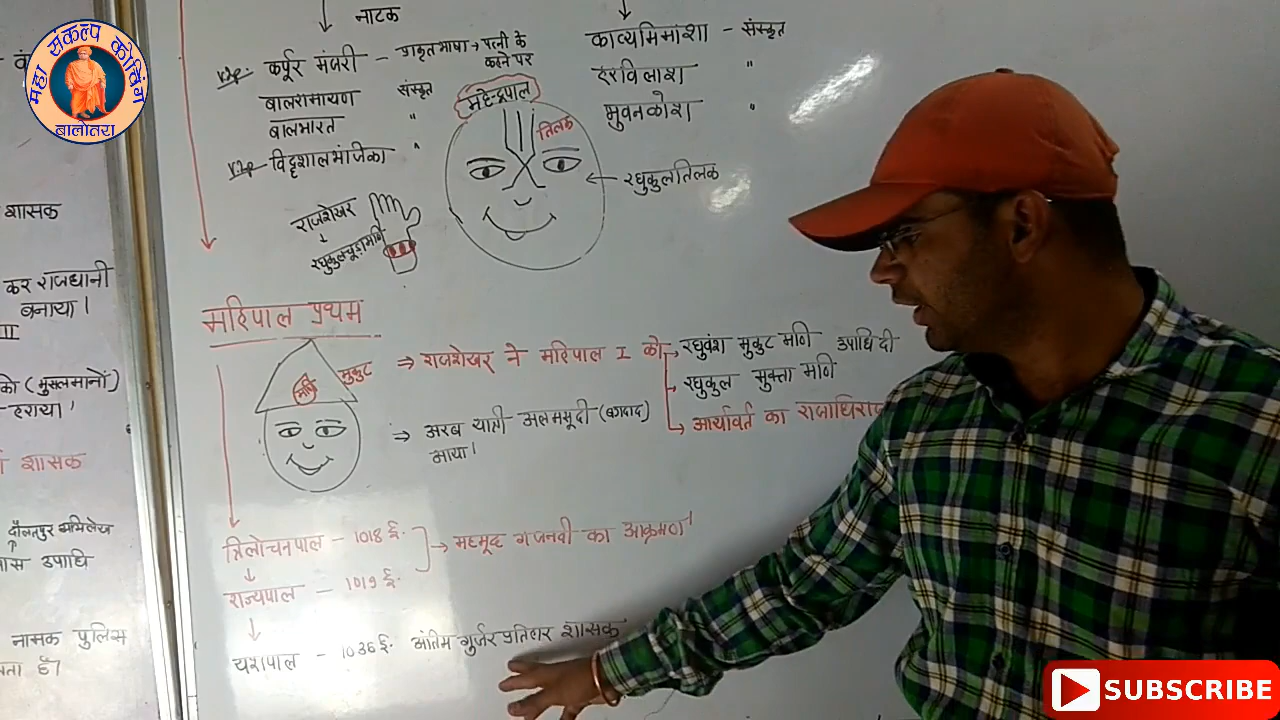 महा संकल्प कोचिंग
बालोतरा
नाटक
कर्पूर मंजरी - प्राकृत भाषा → पत्नी के
कहने पर
बालरामायण संस्कृत
बालभारत "
विद्दशालभंजिका "
काव्यमिमांशा - संस्कृत
हरविलाश "
भुवनकोश "
महेन्द्रपाल
तिलक
रघुकुलतिलक
राजशेखर
↓
रघुकुलचूडामणि
शासक
कर राजधानी
बनाया।
को (मुसलमानों)
हराया'
शासक
दौलतपुर अभिलेख
उपाधि
नामक पुलिस
महिपाल प्रथम
मुकुट
मणि
⇒ राजशेखर ने महिपाल I को
→ रघुवंश मुकुट मणि उपाधि दी
→ रघुकुल मुक्ता मणि
→ आर्यावर्त का राजाधिराज
⇒ अरब यात्री अलमसूदी (बगदाद)
आया।
त्रिलोचनपाल - 1018 ई.
→ महमूद गजनवी का आक्रमण
↓
राज्यपाल - 1019 ई.
↓
यशपाल - 1036 ई. अंतिम गुर्जर प्रतिहार शासक
SUBSCRIBE